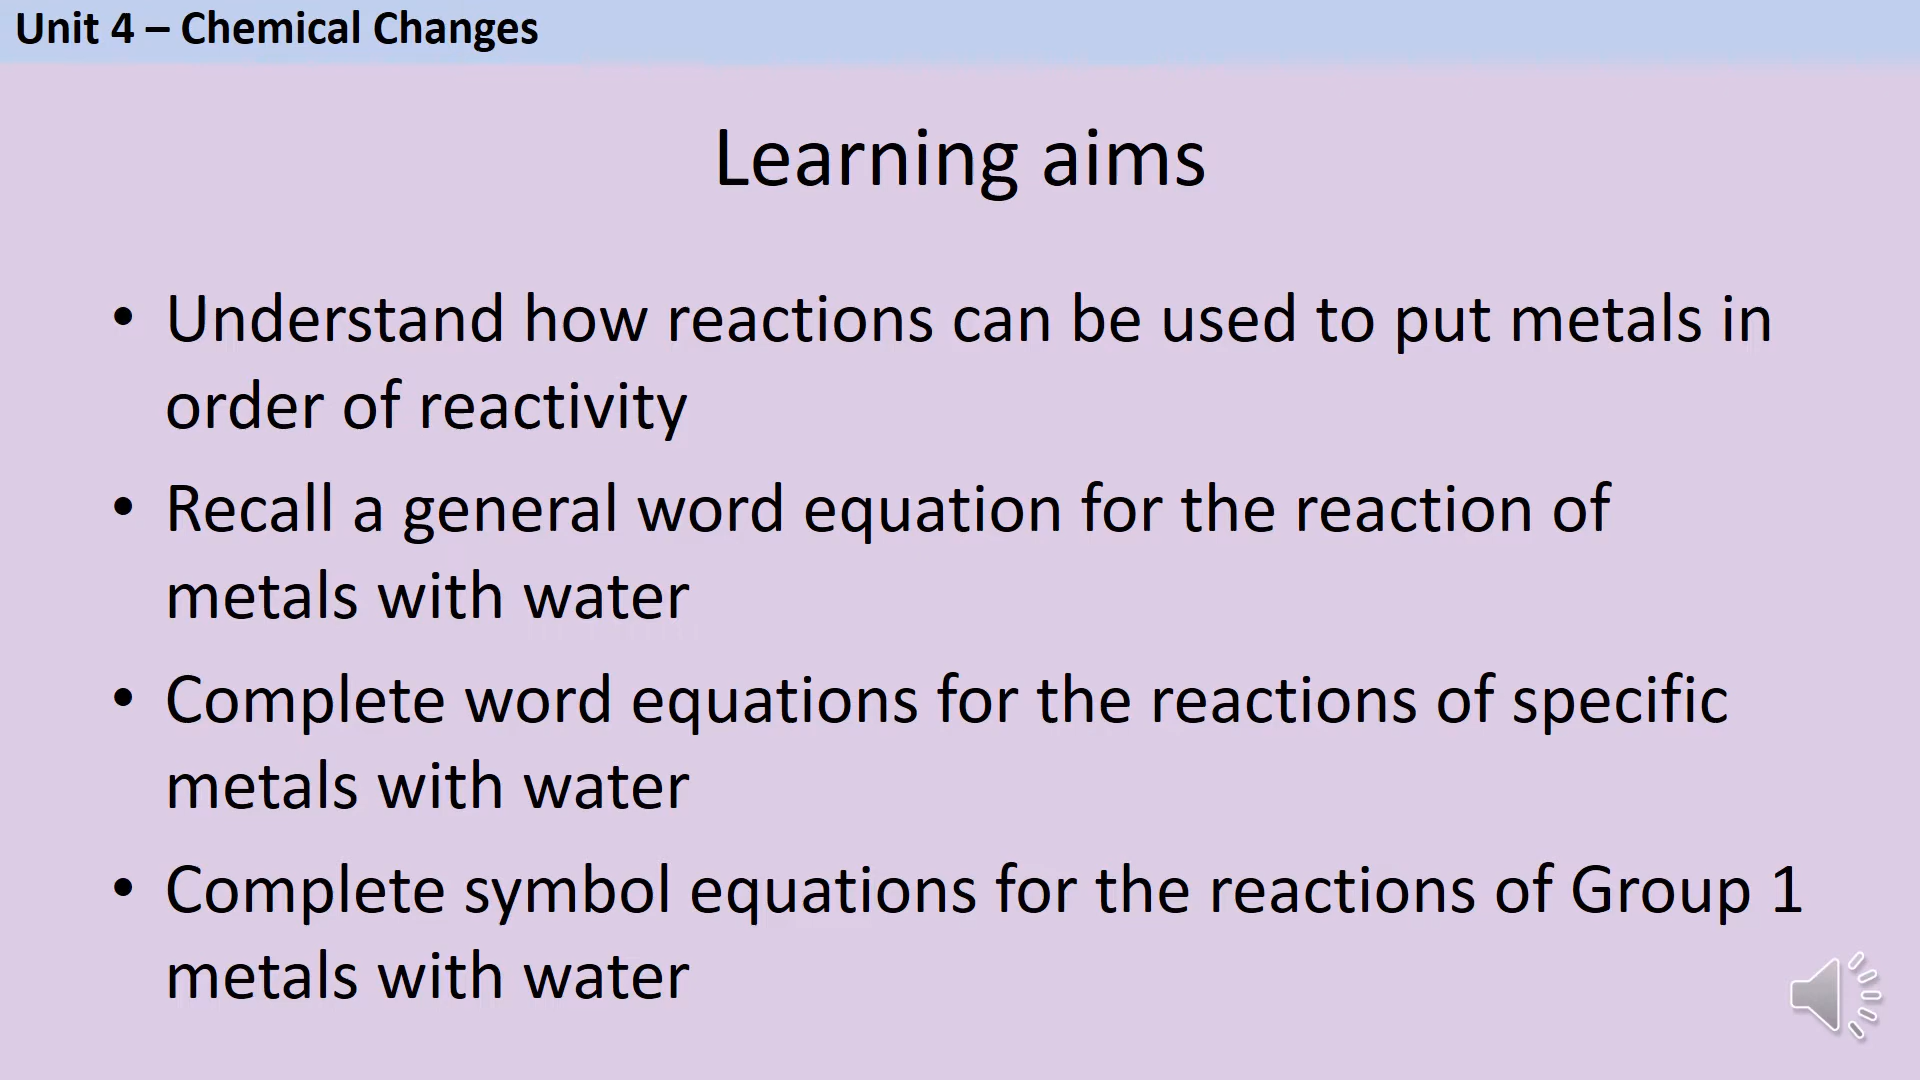 Unit 4 – Chemical Changes
Learning aims
• Understand how reactions can be used to put metals in
order of reactivity
• Recall a general word equation for the reaction of
metals with water
• Complete word equations for the reactions of specific
metals with water
• Complete symbol equations for the reactions of Group 1
metals with water